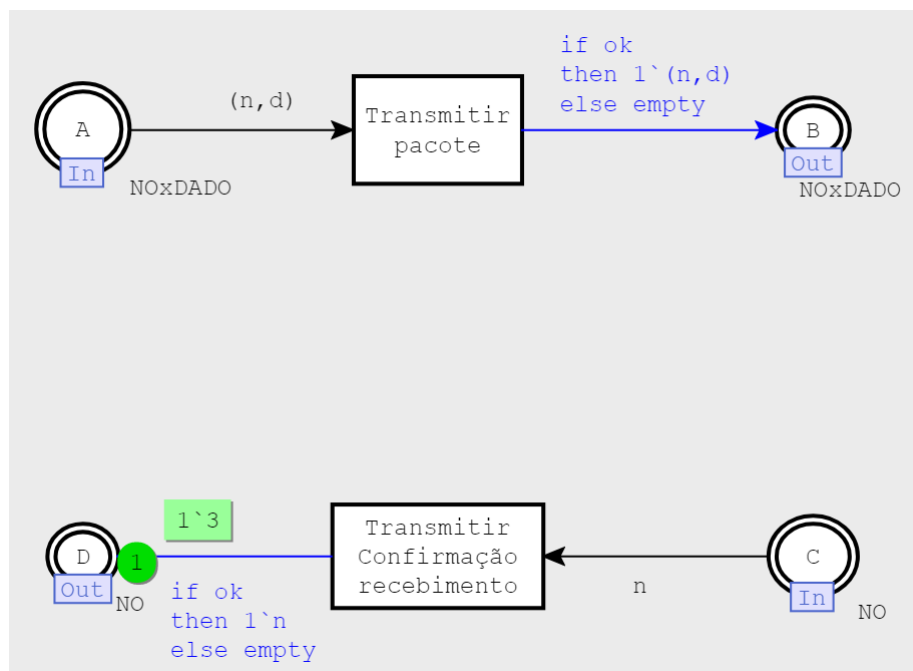 if ok
then 1`(n,d)
else empty
(n,d)
A
Transmitir
pacote
B
In
Out
NOxDADO
NOxDADO
1`3
Transmitir
Confirmação
recebimento
D
1
C
Out
NO
if ok
then 1`n
else empty
n
In
NO